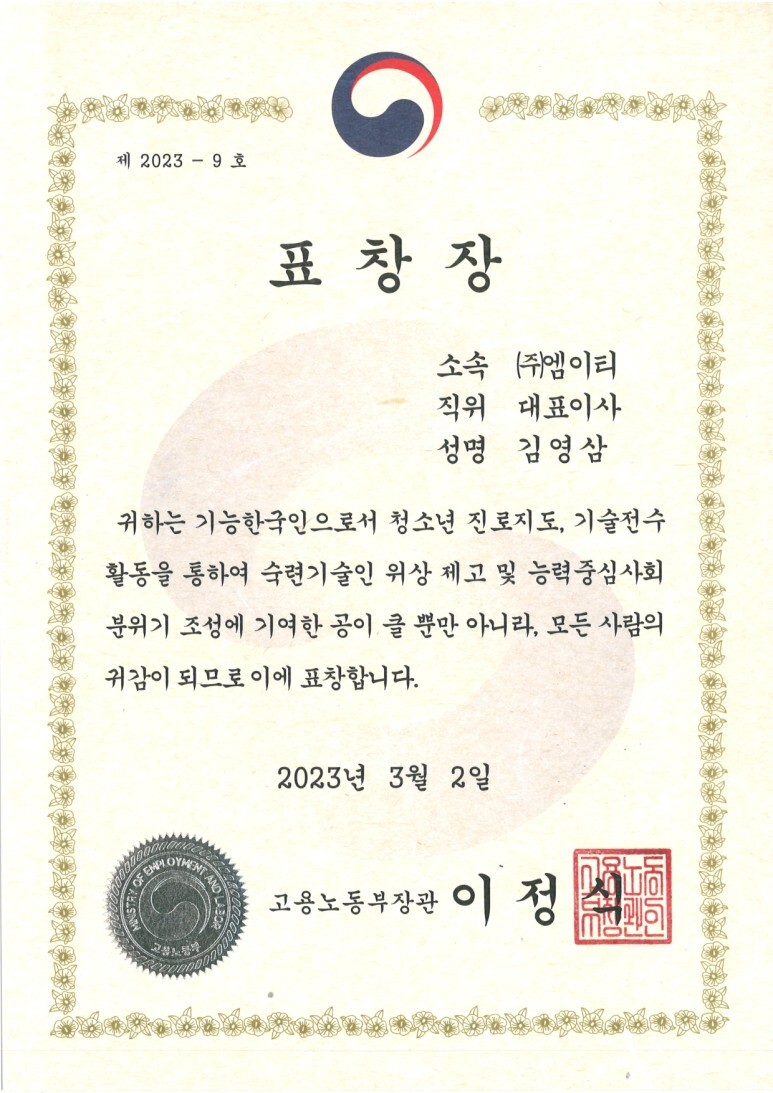 제 2023 - 9 호
표 창 장
소속 ㈜엠이티
직위 대표이사
성명 김영삼
귀하는 기능한국인으로서 청소년 진로지도, 기술전수
활동을 통하여 숙련기술인 위상 제고 및 능력중심사회
분위기 조성에 기여한 공이 클 뿐만 아니라, 모든 사람의
귀감이 되므로 이에 표창합니다.
2023년 3월 2일
MINISTRY OF EMPLOYMENT AND LABOR
고용노동부
고용노동부장관 이 정 식